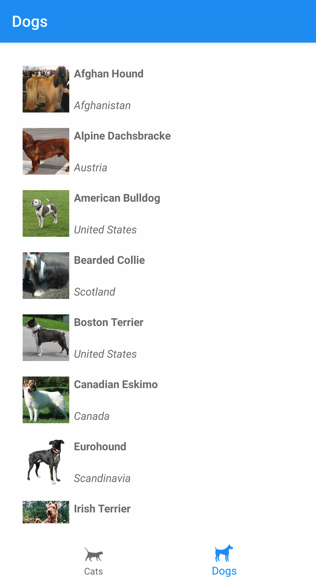 Dogs
Afghan Hound
Afghanistan
Alpine Dachsbracke
Austria
American Bulldog
United States
Bearded Collie
Scotland
Boston Terrier
United States
Canadian Eskimo
Canada
Eurohound
Scandinavia
Irish Terrier
Cats
Dogs